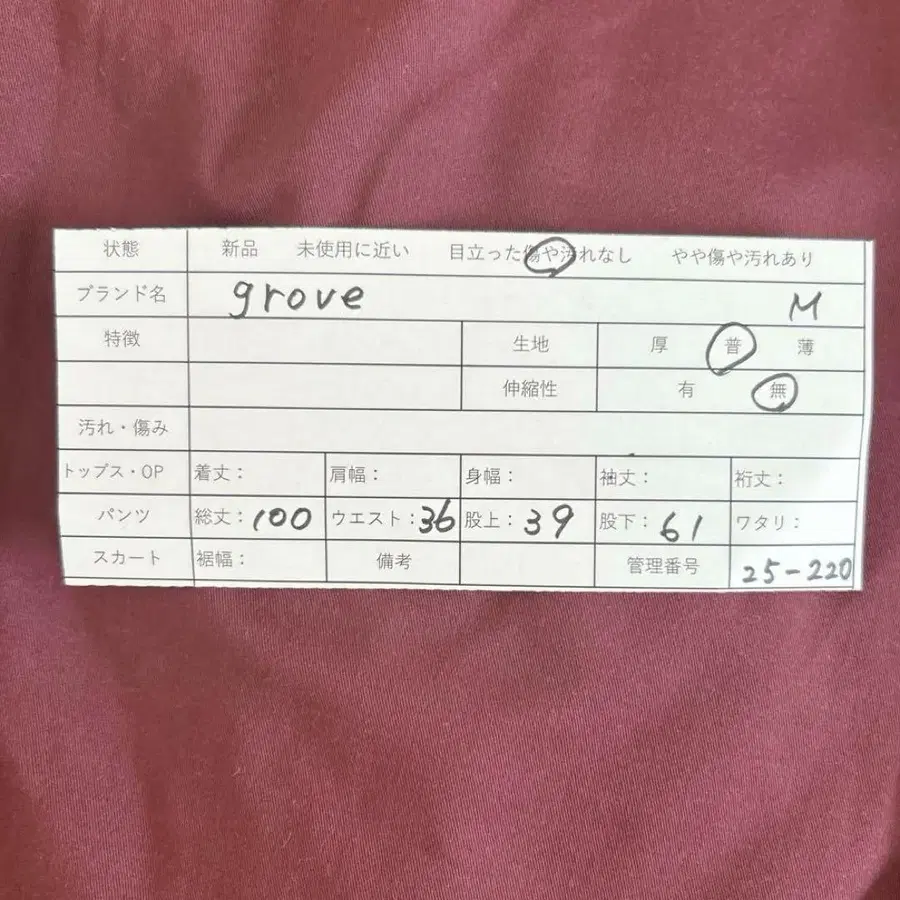 状態 新品 未使用に近い 目立った傷や汚れなし やや傷や汚れあり
ブランド名 grove M
特徴 生地 厚 普 薄
伸縮性 有 無
汚れ・傷み
トップス・OP 着丈: 肩幅: 身幅: 袖丈: 裄丈:
パンツ 総丈:100 ウエスト:36 股上:39 股下:61 ワタリ:
スカート 裾幅: 備考 管理番号 25-220